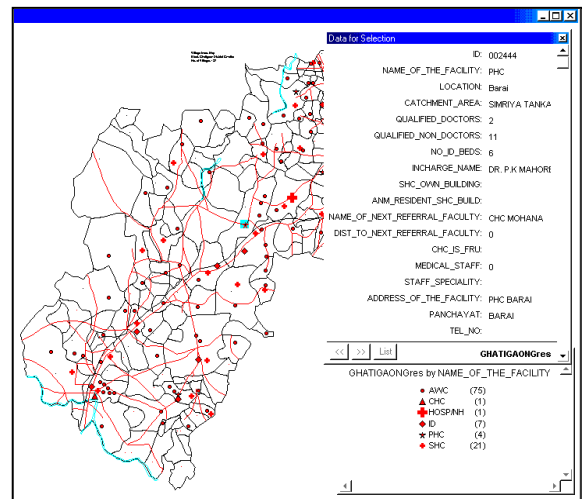 Data for Selection
ID: 002444
NAME_OF_THE_FACILITY: PHC
LOCATION: Barai
CATCHMENT_AREA: SIMRIYA TANKA
QUALIFIED_DOCTORS: 2
QUALIFIED_NON_DOCTORS: 11
NO_ID_BEDS: 6
INCHARGE_NAME: DR. P.K MAHORE
SHC_OWN_BUILDING:
ANM_RESIDENT_SHC_BUILD:
NAME_OF_NEXT_REFERRAL_FACULTY: CHC MOHANA
DIST_TO_NEXT_REFERRAL_FACULTY: 0
CHC_IS_FRU:
MEDICAL_STAFF: 0
STAFF_SPECIALITY:
ADDRESS_OF_THE_FACILITY: PHC BARAI
PANCHAYAT: BARAI
TEL_NO:
<< >> List GHATIGAONGres
GHATIGAONGres by NAME_OF_THE_FACILITY
AWC (75)
CHC (1)
HOSP/NH (1)
ID (7)
PHC (4)
SHC (21)